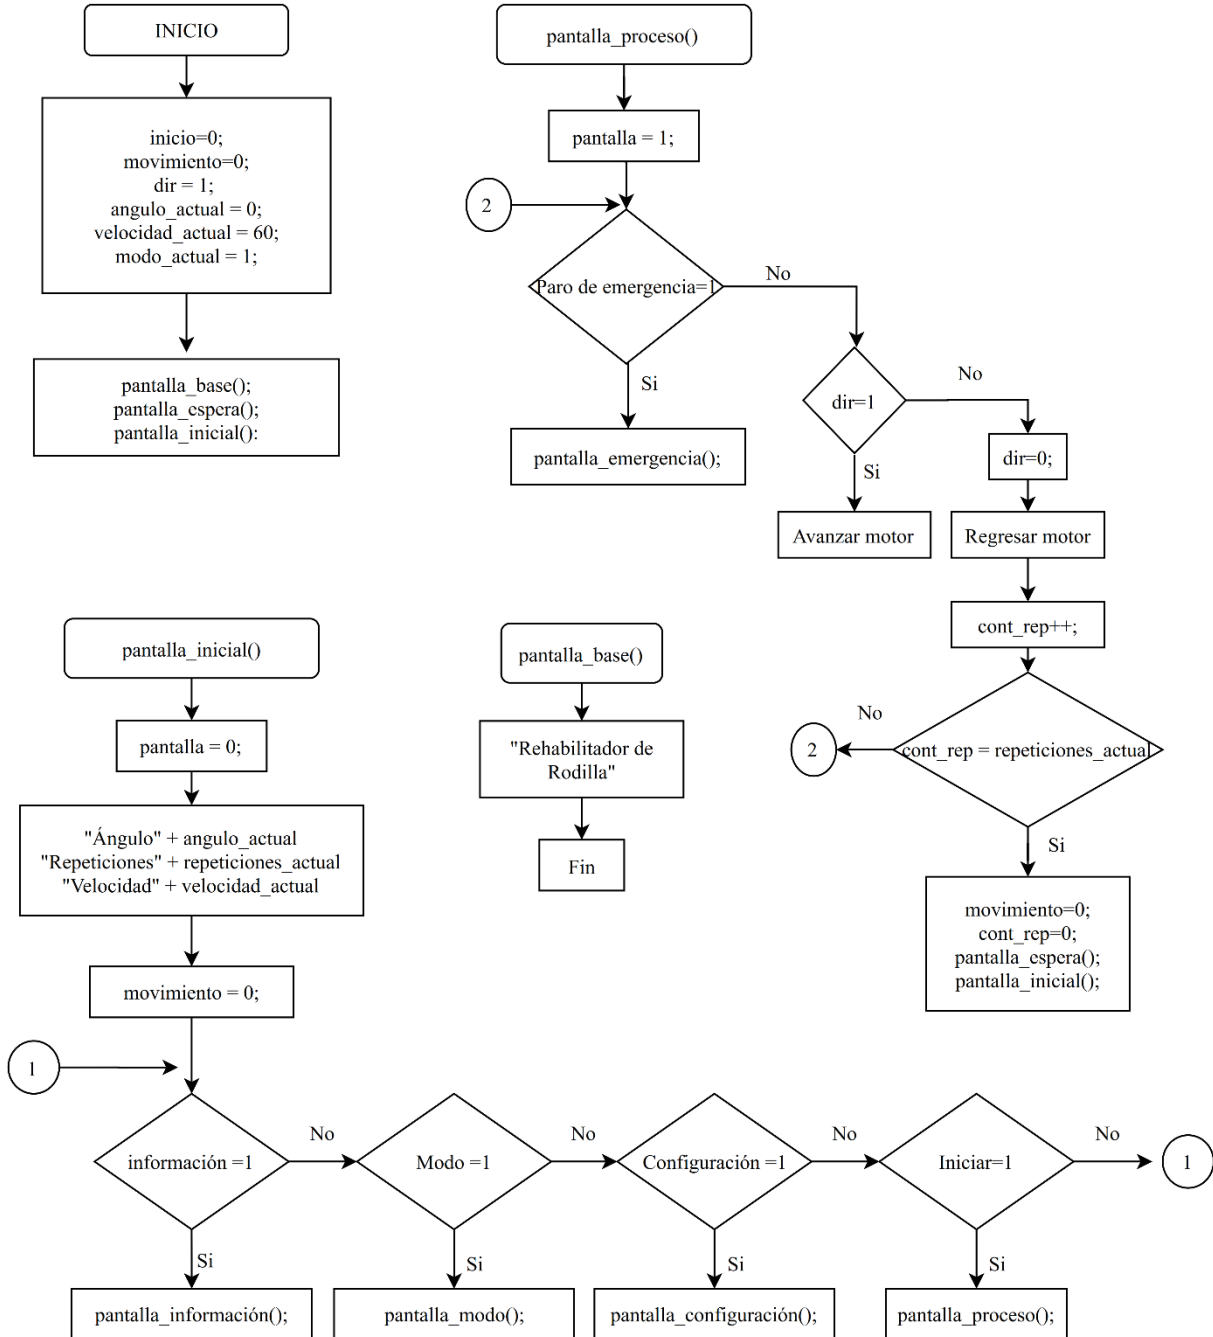 INICIO
inicio=0;
movimiento=0;
dir = 1;
angulo_actual = 0;
velocidad_actual = 60;
modo_actual = 1;
pantalla_base();
pantalla_espera();
pantalla_inicial():
pantalla_proceso()
pantalla = 1;
2
Paro de emergencia=1
No
Si
pantalla_emergencia();
dir=1
No
Si
dir=0;
Avanzar motor
Regresar motor
cont_rep++;
cont_rep = repeticiones_actual
No
2
Si
movimiento=0;
cont_rep=0;
pantalla_espera();
pantalla_inicial();
pantalla_inicial()
pantalla = 0;
"Ángulo" + angulo_actual
"Repeticiones" + repeticiones_actual
"Velocidad" + velocidad_actual
movimiento = 0;
pantalla_base()
"Rehabilitador de
Rodilla"
Fin
1
información =1
No
Modo =1
No
Configuración =1
No
Iniciar=1
No
1
Si
Si
Si
Si
pantalla_información();
pantalla_modo();
pantalla_configuración();
pantalla_proceso();